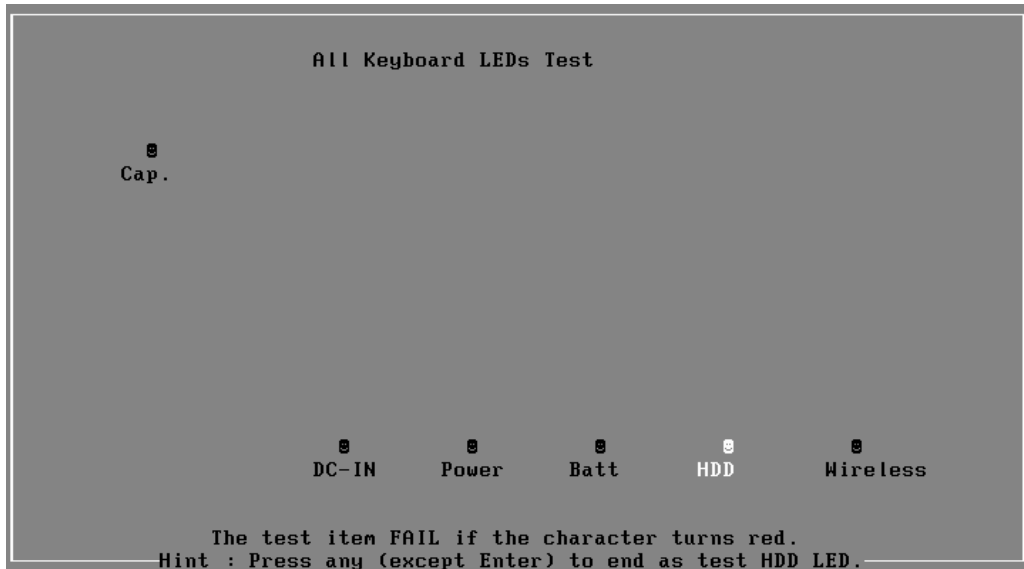 All Keyboard LEDs Test
Cap.
DC-IN Power Batt HDD Wireless
The test item FAIL if the character turns red.
Hint : Press any (except Enter) to end as test HDD LED.